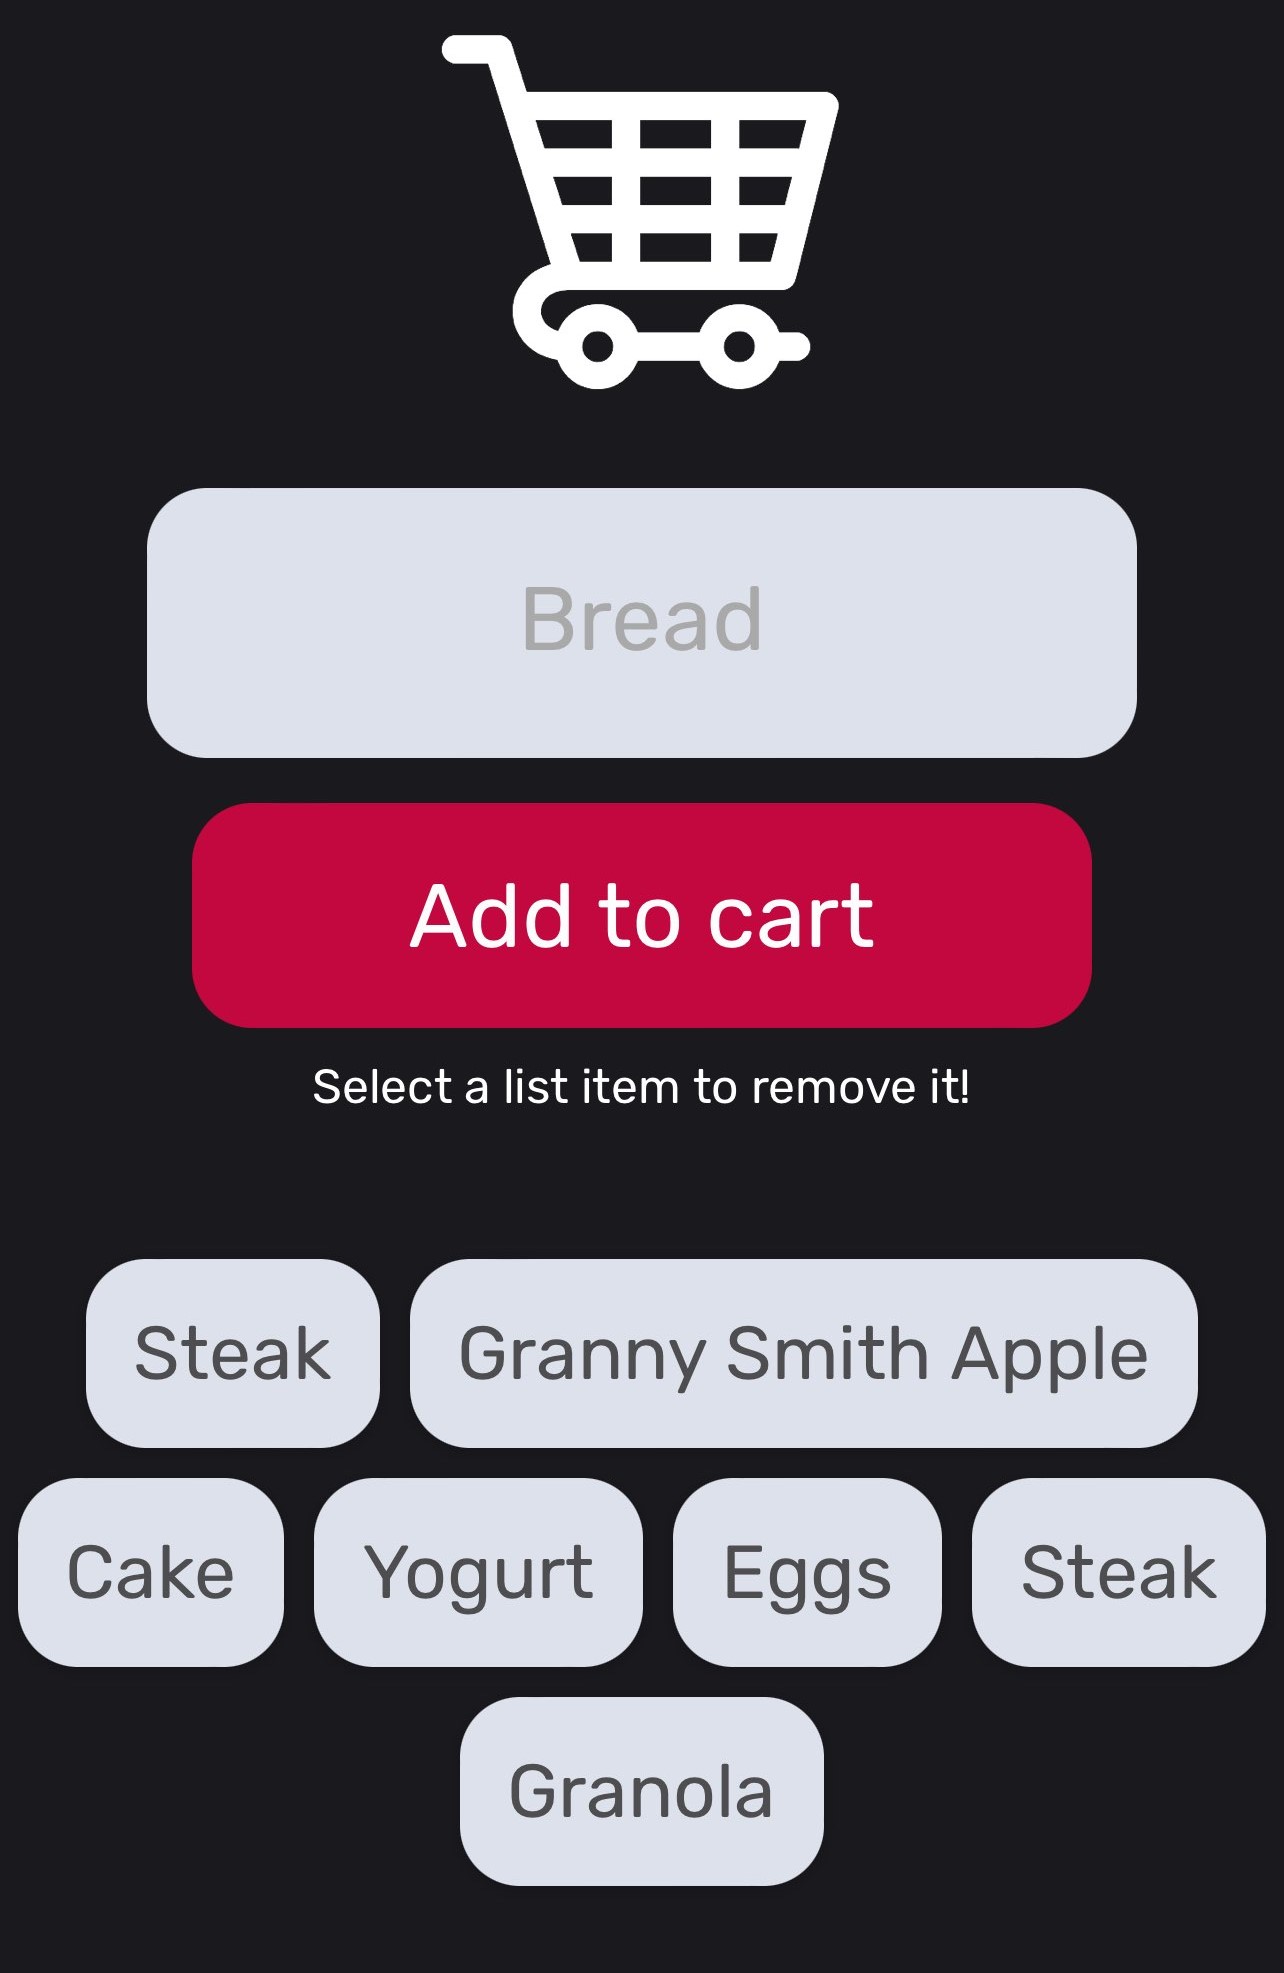 Bread
Add to cart
Select a list item to remove it!
Steak
Granny Smith Apple
Cake
Yogurt
Eggs
Steak
Granola